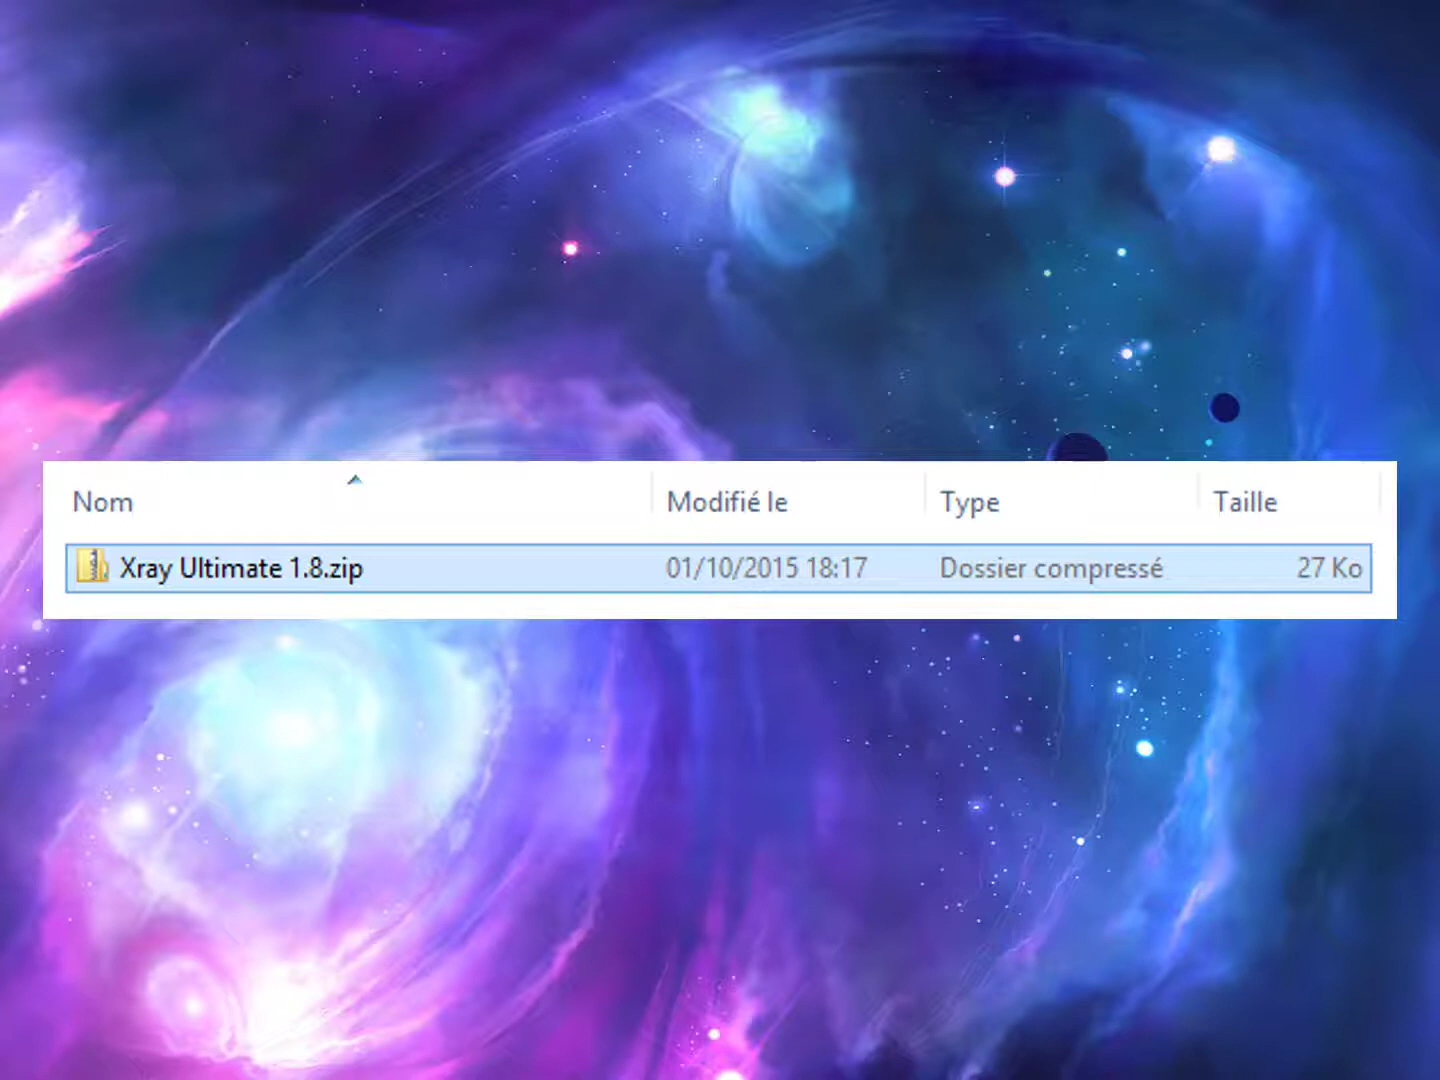 Nom Modifié le Type Taille
Xray Ultimate 1.8.zip 01/10/2015 18:17 Dossier compressé 27 Ko